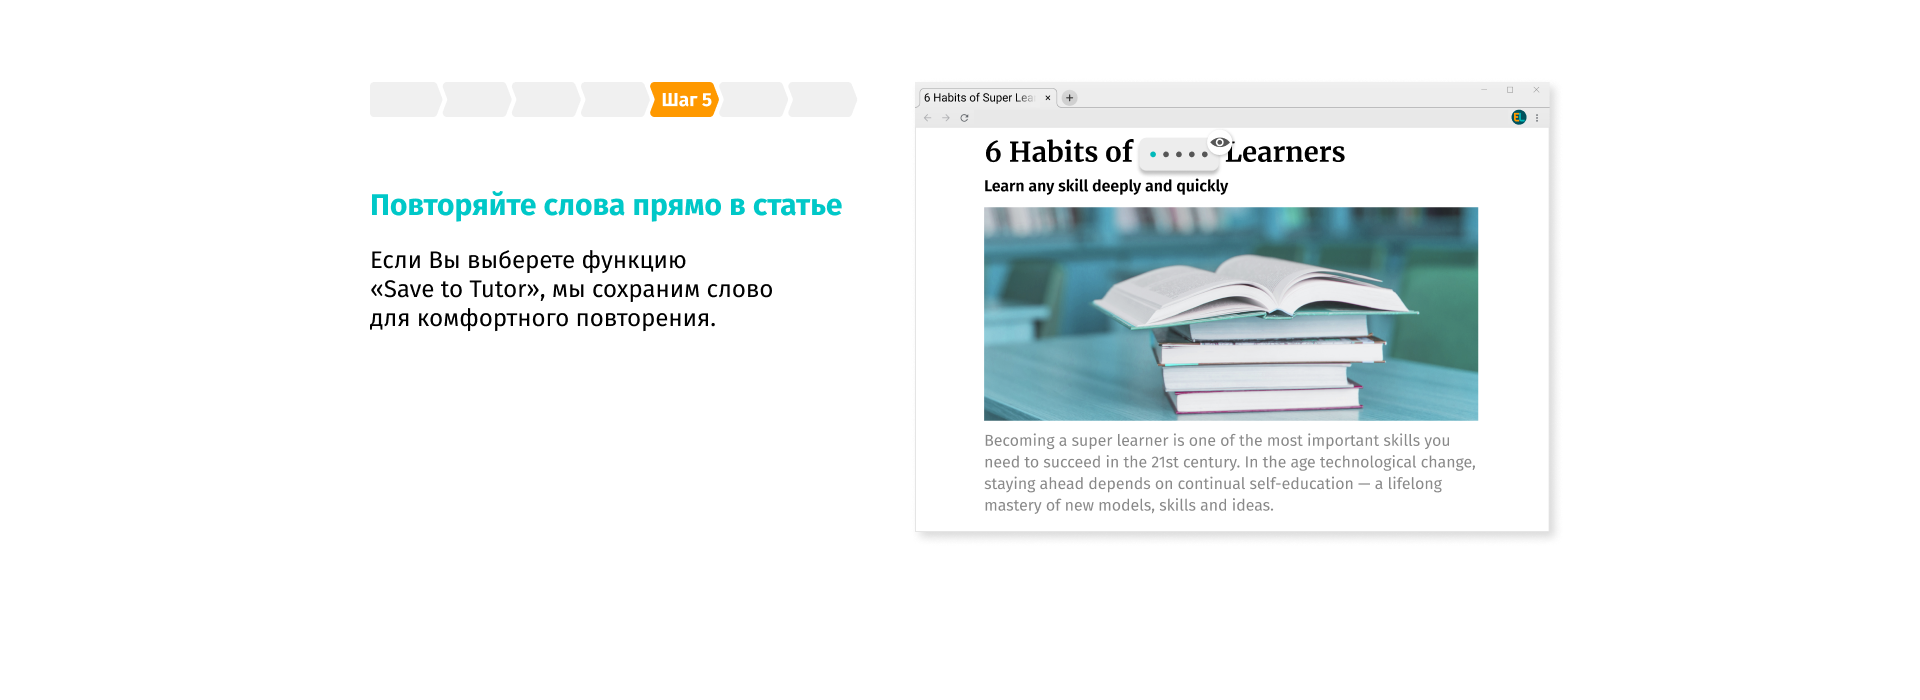 Шаг 5
Повторяйте слова прямо в статье
Если Вы выберете функцию
«Save to Tutor», мы сохраним слово
для комфортного повторения.
6 Habits of Super Lea
EL
6 Habits of Learners
Learn any skill deeply and quickly
Becoming a super learner is one of the most important skills you
need to succeed in the 21st century. In the age technological change,
staying ahead depends on continual self-education — a lifelong
mastery of new models, skills and ideas.